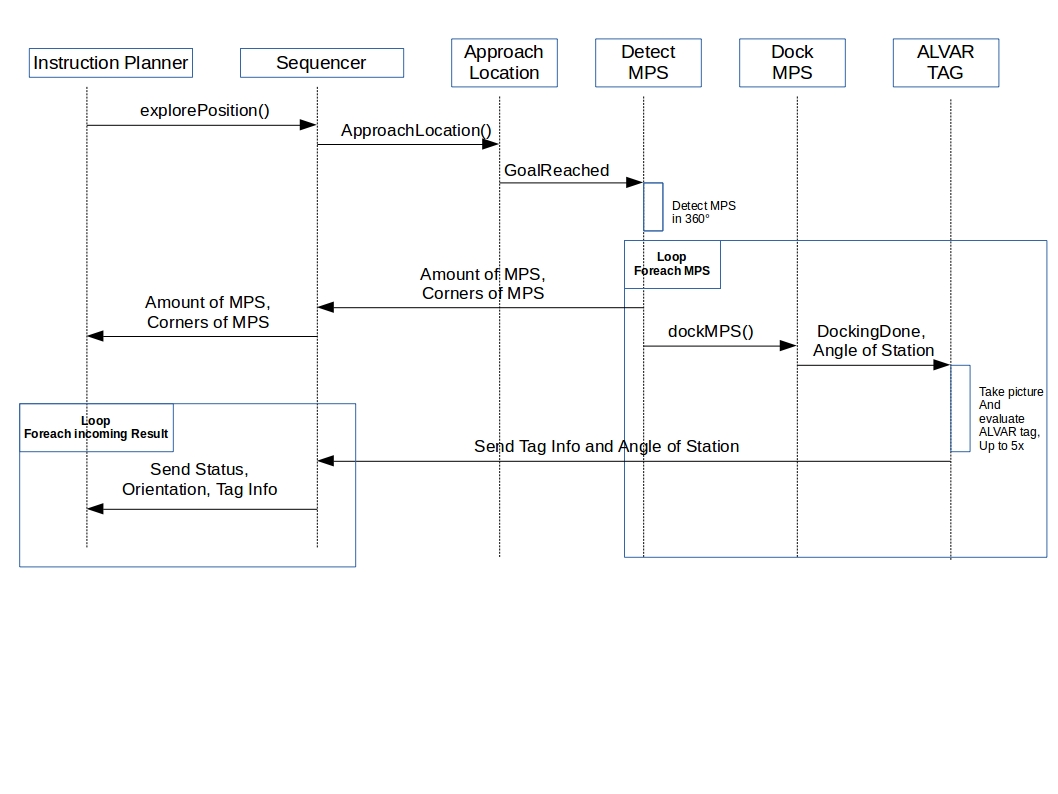 Instruction Planner
Sequencer
Approach
Location
Detect
MPS
Dock
MPS
ALVAR
TAG
explorePosition()
ApproachLocation()
GoalReached
Detect MPS
in 360°
Loop
Foreach MPS
Amount of MPS,
Corners of MPS
Amount of MPS,
Corners of MPS
dockMPS()
DockingDone,
Angle of Station
Take picture
And
evaluate
ALVAR tag,
Up to 5x
Loop
Foreach incoming Result
Send Tag Info and Angle of Station
Send Status,
Orientation, Tag Info